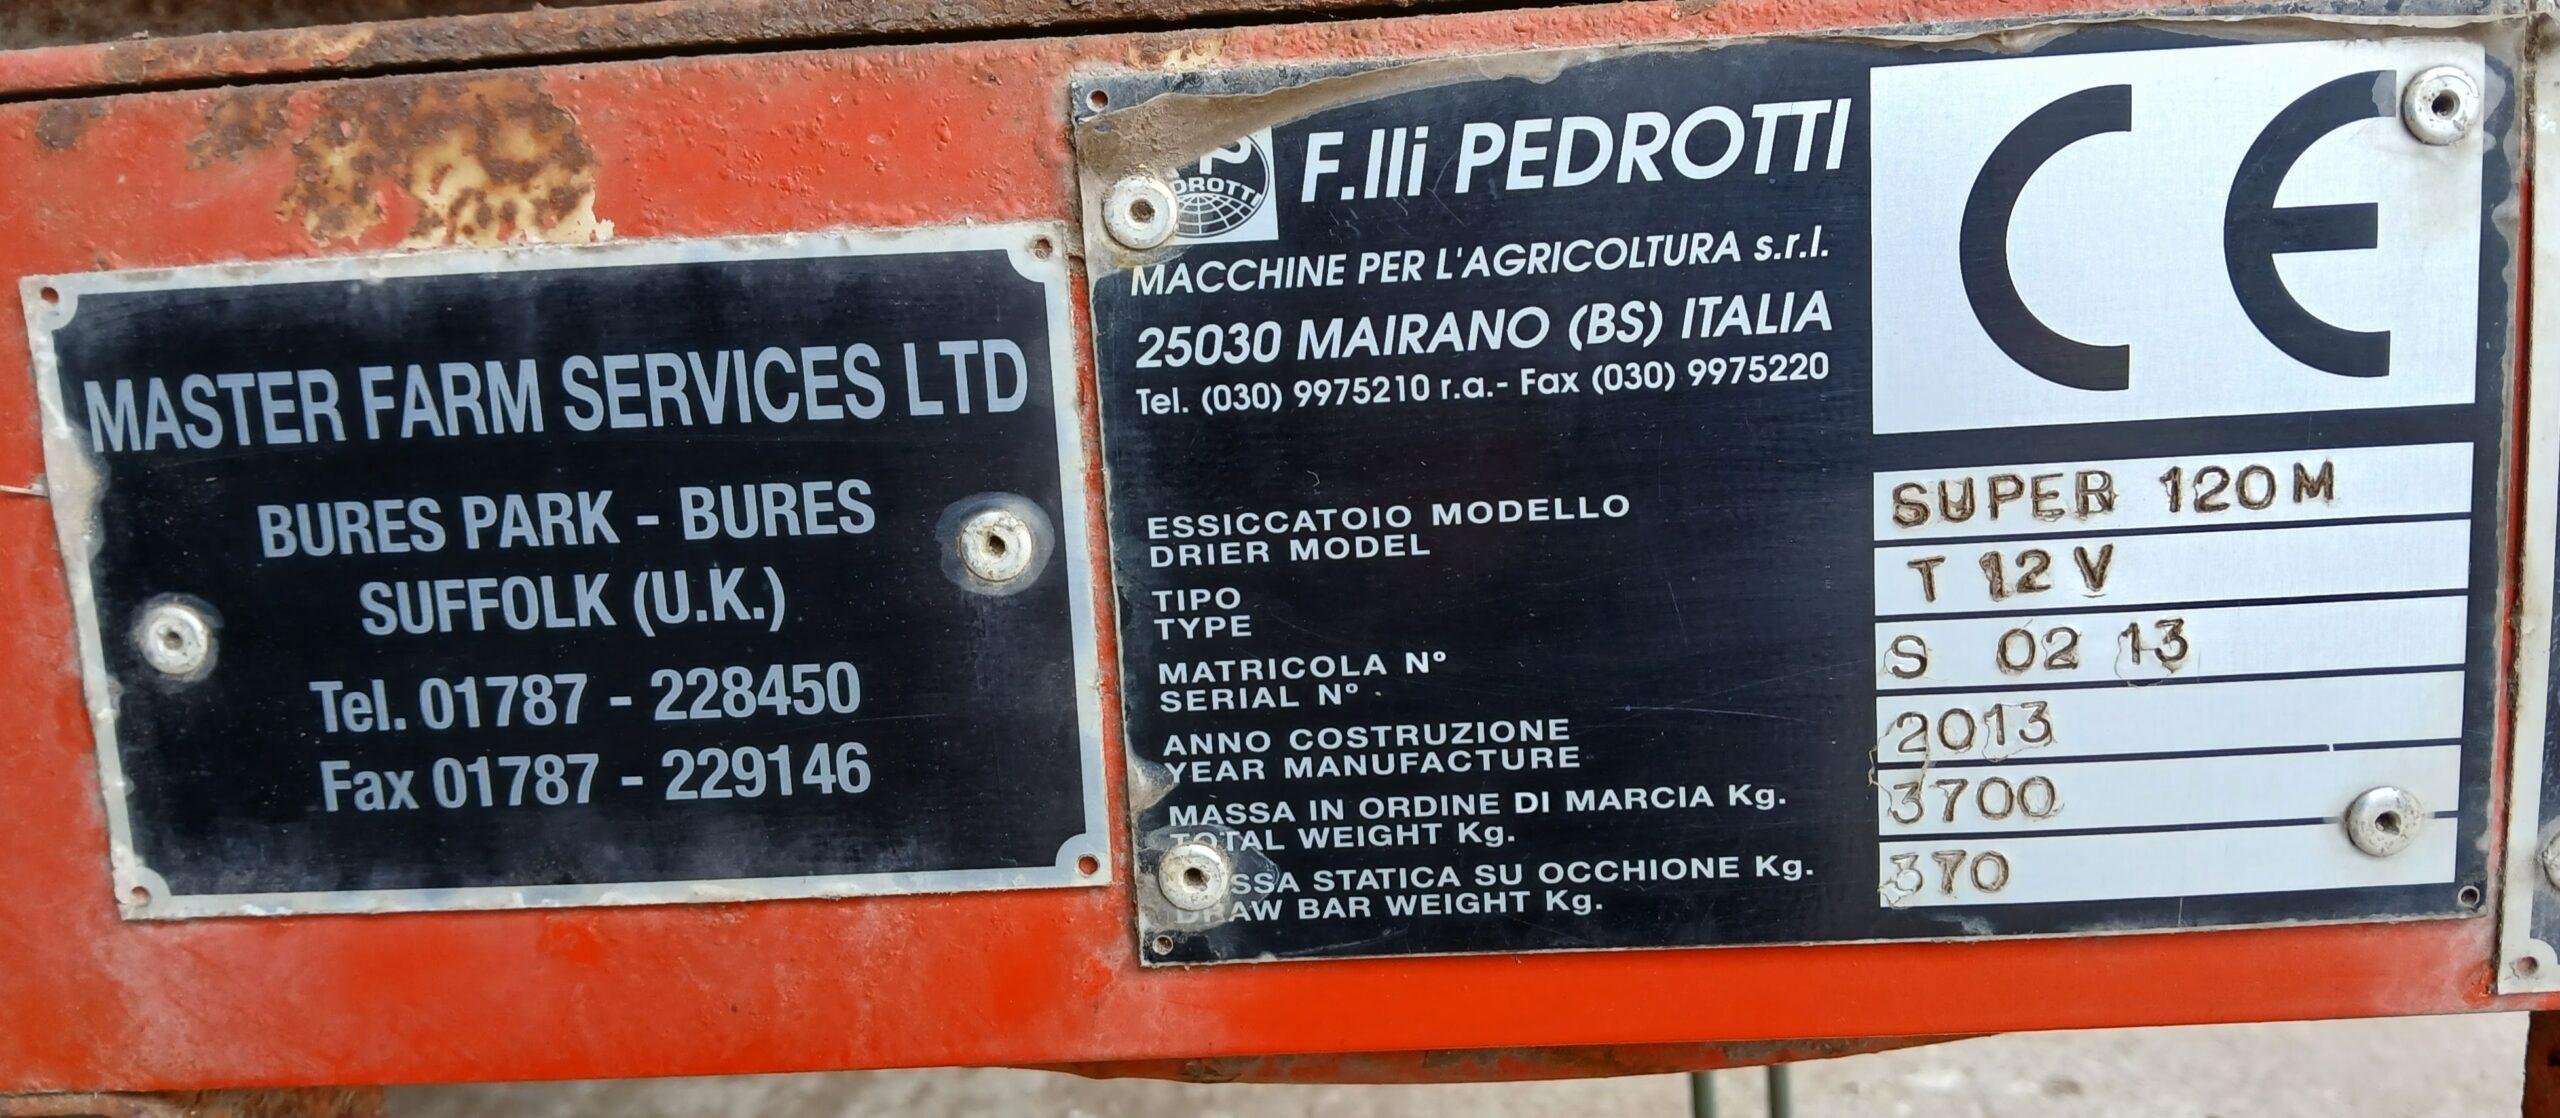 MASTER FARM SERVICES LTD
BURES PARK - BURES
SUFFOLK (U.K.)
Tel. 01787 - 228450
Fax 01787 - 229146
F.lli PEDROTTI
MACCHINE PER L'AGRICOLTURA s.r.l.
25030 MAIRANO (BS) ITALIA
Tel. (030) 9975210 r.a.- Fax (030) 9975220
CE
ESSICCATOIO MODELLO
DRIER MODEL
SUPER 120M
TIPO
TYPE
T 12 V
MATRICOLA Nº
SERIAL Nº
S 02 13
ANNO COSTRUZIONE
YEAR MANUFACTURE
2013
MASSA IN ORDINE DI MARCIA Kg.
TOTAL WEIGHT Kg.
3700
STATICA SU OCCHIONE Kg.
DRAW BAR WEIGHT Kg.
370